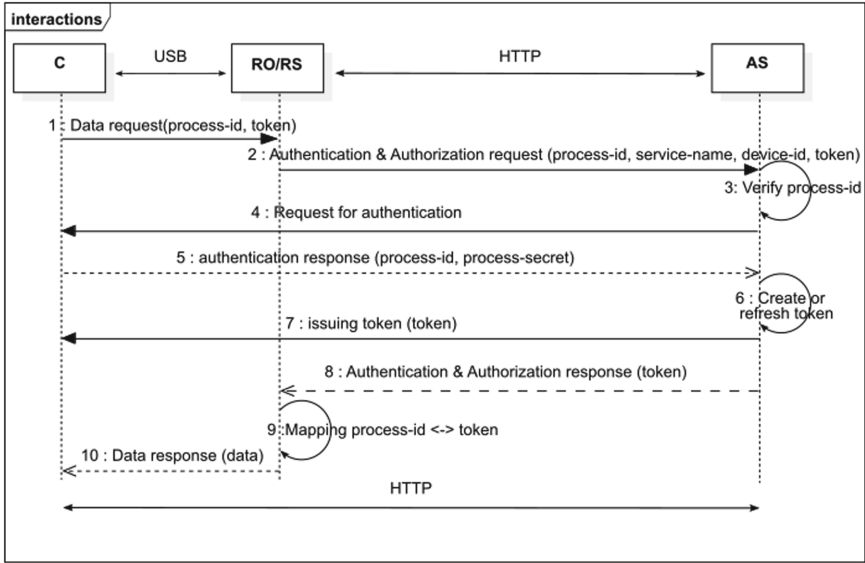 interactions
C
USB
RO/RS
HTTP
AS
1 : Data request(process-id, token)
2 : Authentication & Authorization request (process-id, service-name, device-id, token)
3: Verify process-id
4 : Request for authentication
5 : authentication response (process-id, process-secret)
6 : Create or
refresh token
7 : issuing token (token)
8 : Authentication & Authorization response (token)
9 :Mapping process-id <-> token
10 : Data response (data)
HTTP